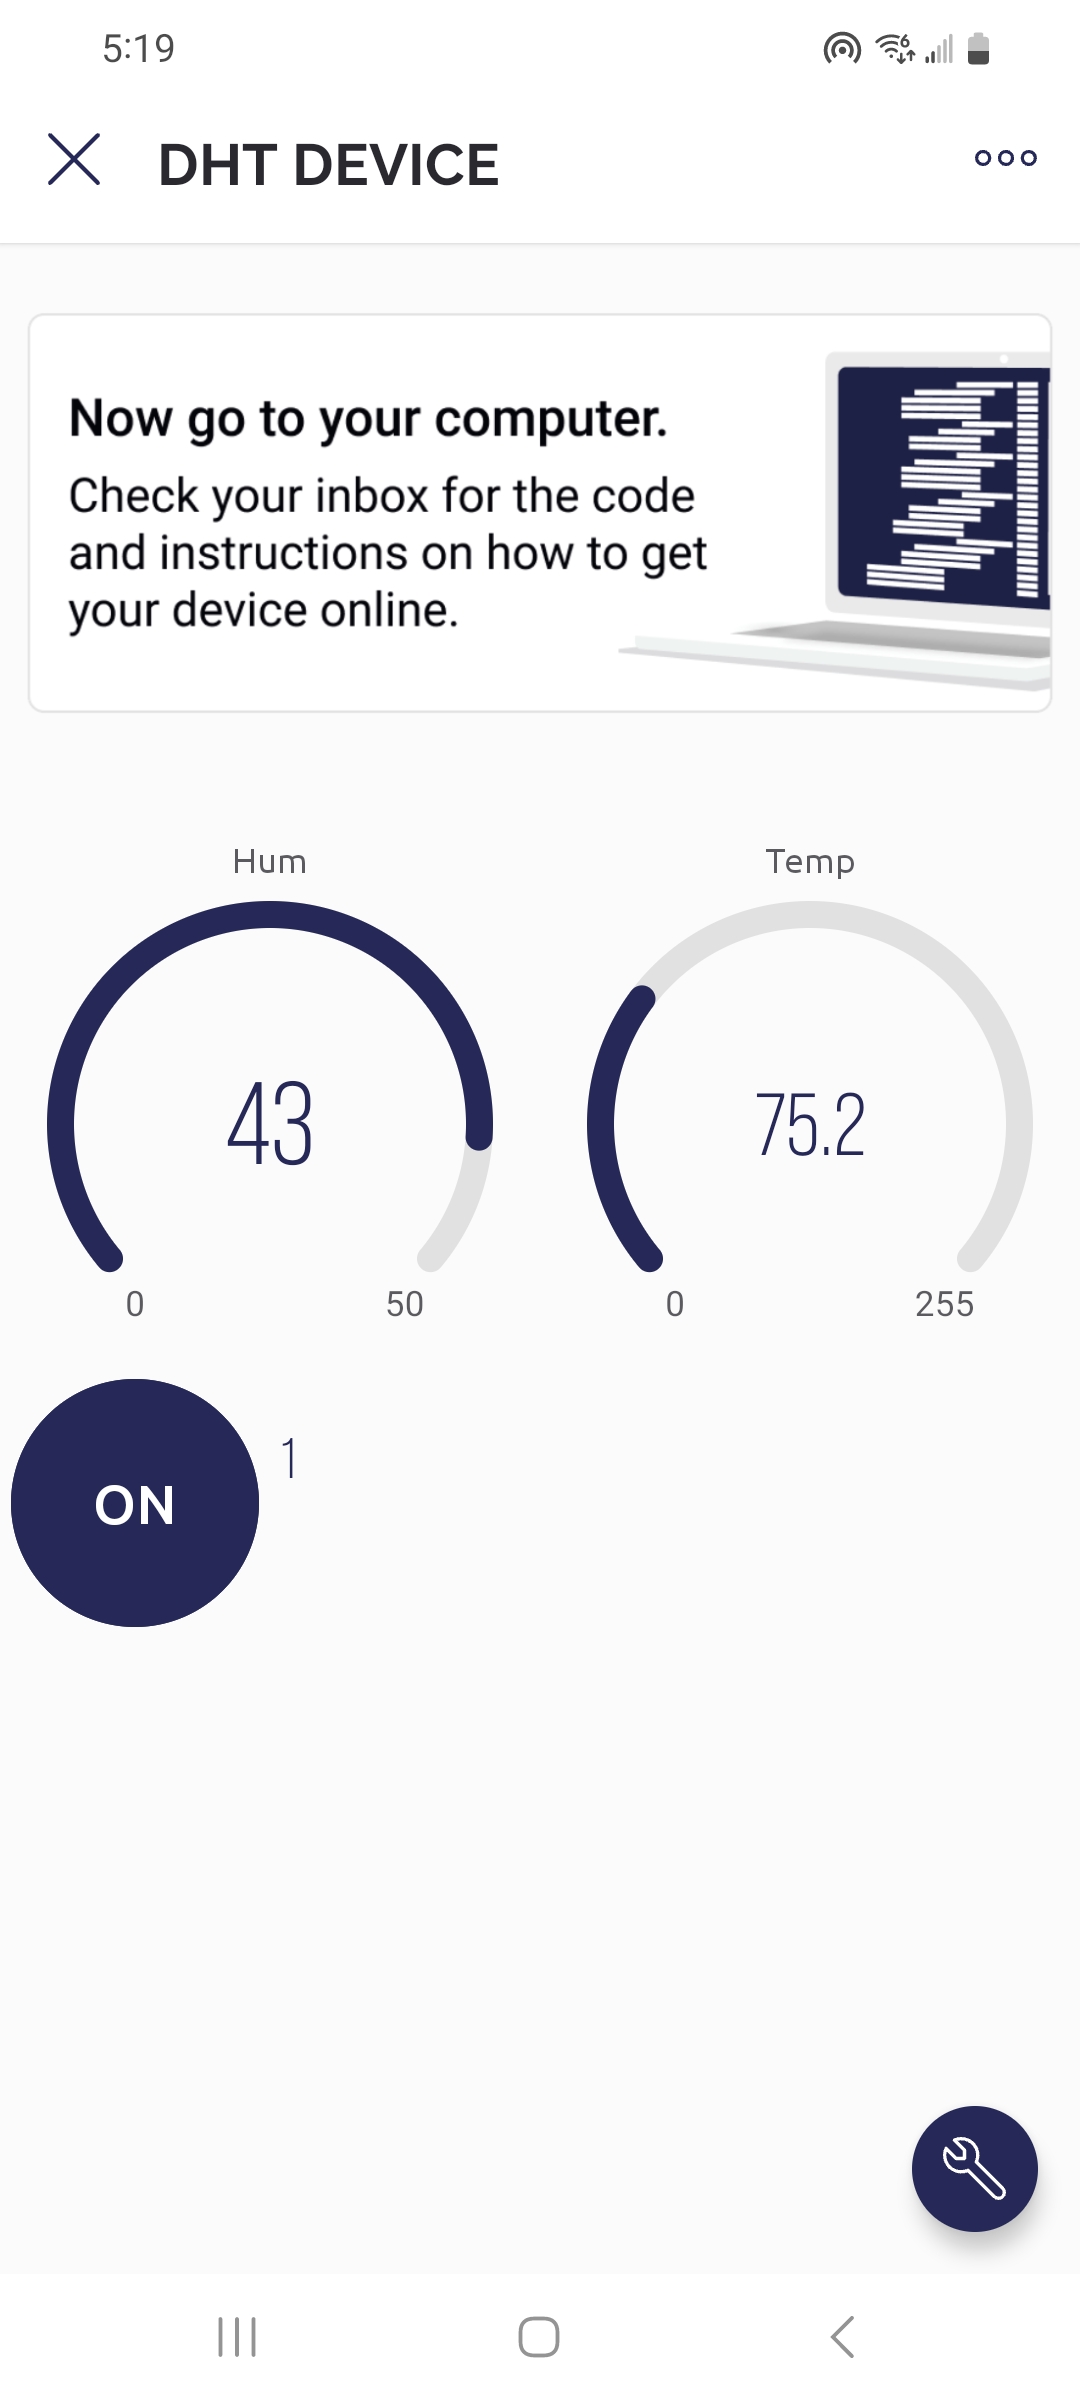 5:19
6
DHT DEVICE
Now go to your computer.
Check your inbox for the code
and instructions on how to get
your device online.
Hum
Temp
43
75.2
0
50
0
255
ON
1